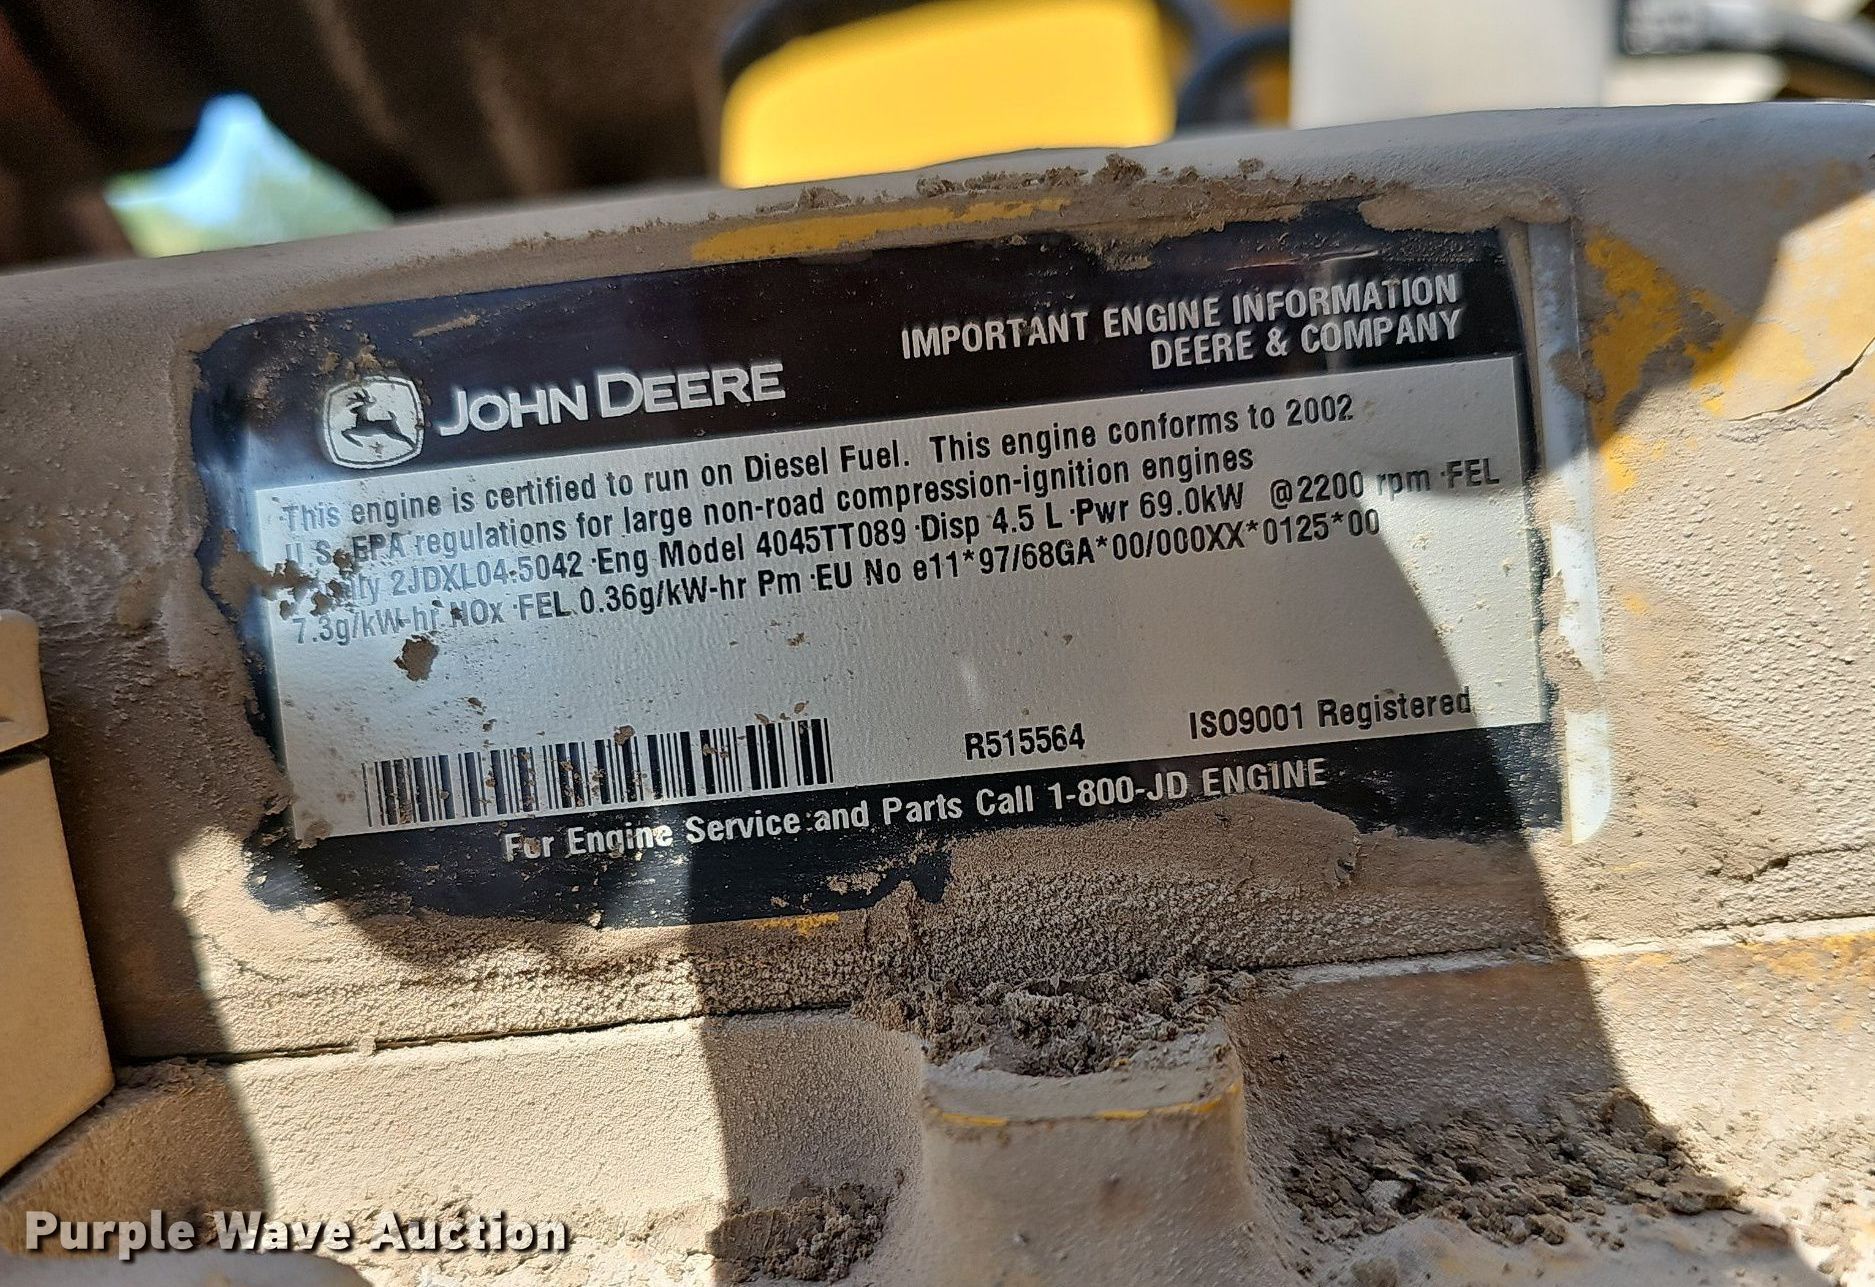 IMPORTANT ENGINE INFORMATION
DEERE & COMPANY
JOHN DEERE
This engine is certified to run on Diesel Fuel. This engine conforms to 2002
U.S. EPA regulations for large non-road compression-ignition engines
2JDXL04.5042 ·Eng Model 4045TT089 ·Disp 4.5 L ·Pwr 69.0kW @2200 rpm ·FEL
7.3g/kW-hr NOx ·FEL 0.36g/kW-hr Pm ·EU No e11*97/68GA*00/000XX*0125*00
R515564
ISO9001 Registered
For Engine Service and Parts Call 1-800-JD ENGINE
Purple Wave Auction